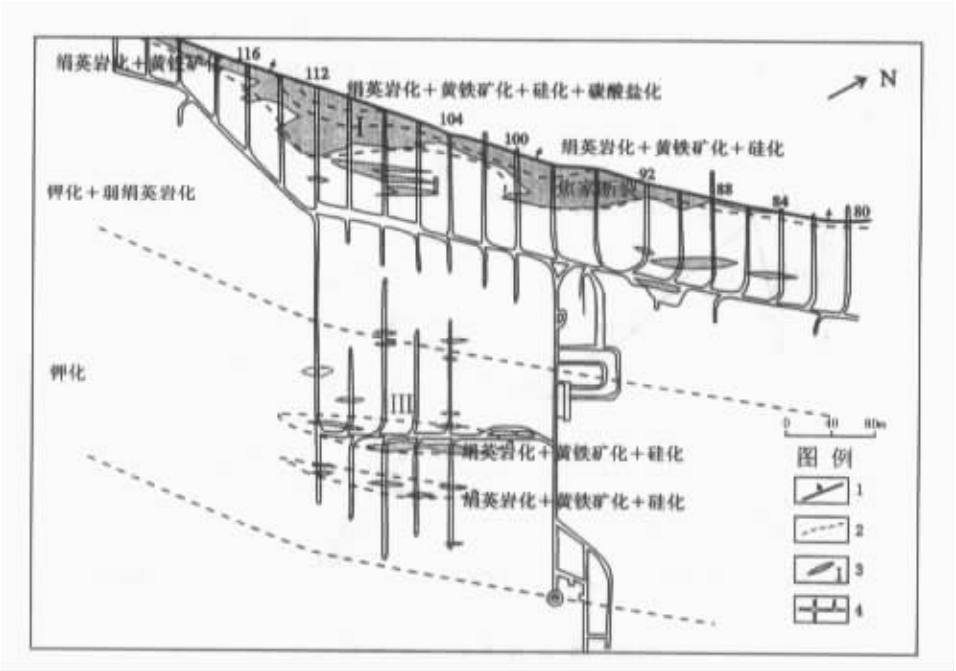 绢英岩化+黄铁矿化
116
N
112
绢英岩化+黄铁矿化+硅化+碳酸盐化
I
104
100
绢英岩化+黄铁矿化+硅化
焦家断裂
92
88
84
80
钾化+弱绢英岩化
钾化
III
0 40 80m
绢英岩化+黄铁矿化+硅化
图 例
绢英岩化+黄铁矿化+硅化
1
2
I 3
4